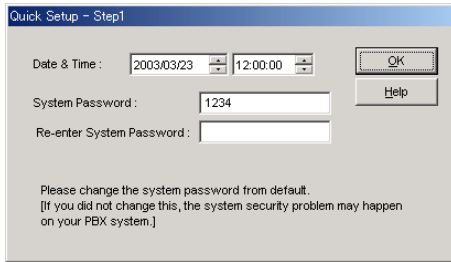 Quick Setup - Step1
Date & Time : 2003/03/23 12:00:00 OK
Help
System Password : 1234
Re-enter System Password :
Please change the system password from default.
[If you did not change this, the system security problem may happen
on your PBX system.]